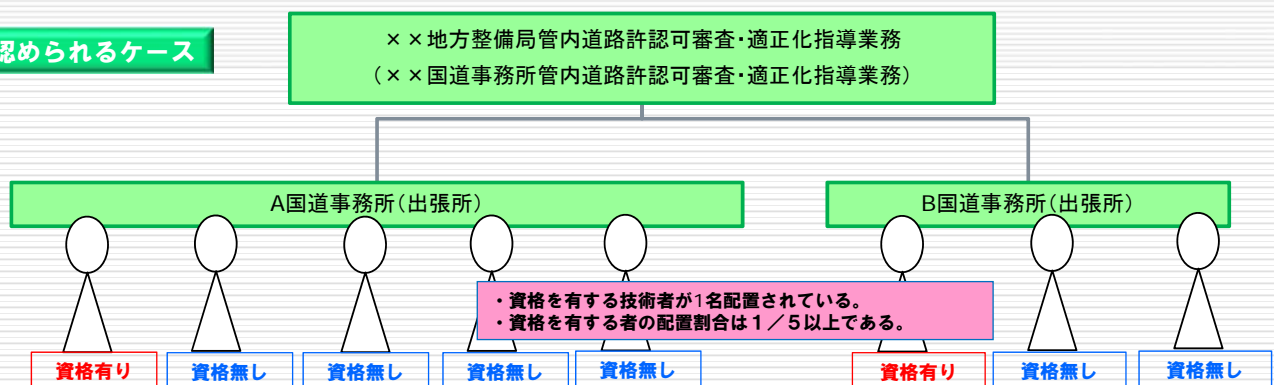 認められるケース
××地方整備局管内道路許認可審査・適正化指導業務
（××国道事務所管内道路許認可審査・適正化指導業務）
A国道事務所（出張所）
B国道事務所（出張所）
・資格を有する技術者が1名配置されている。
・資格を有する者の配置割合は１／５以上である。
資格有り
資格無し
資格無し
資格無し
資格無し
資格有り
資格無し
資格無し